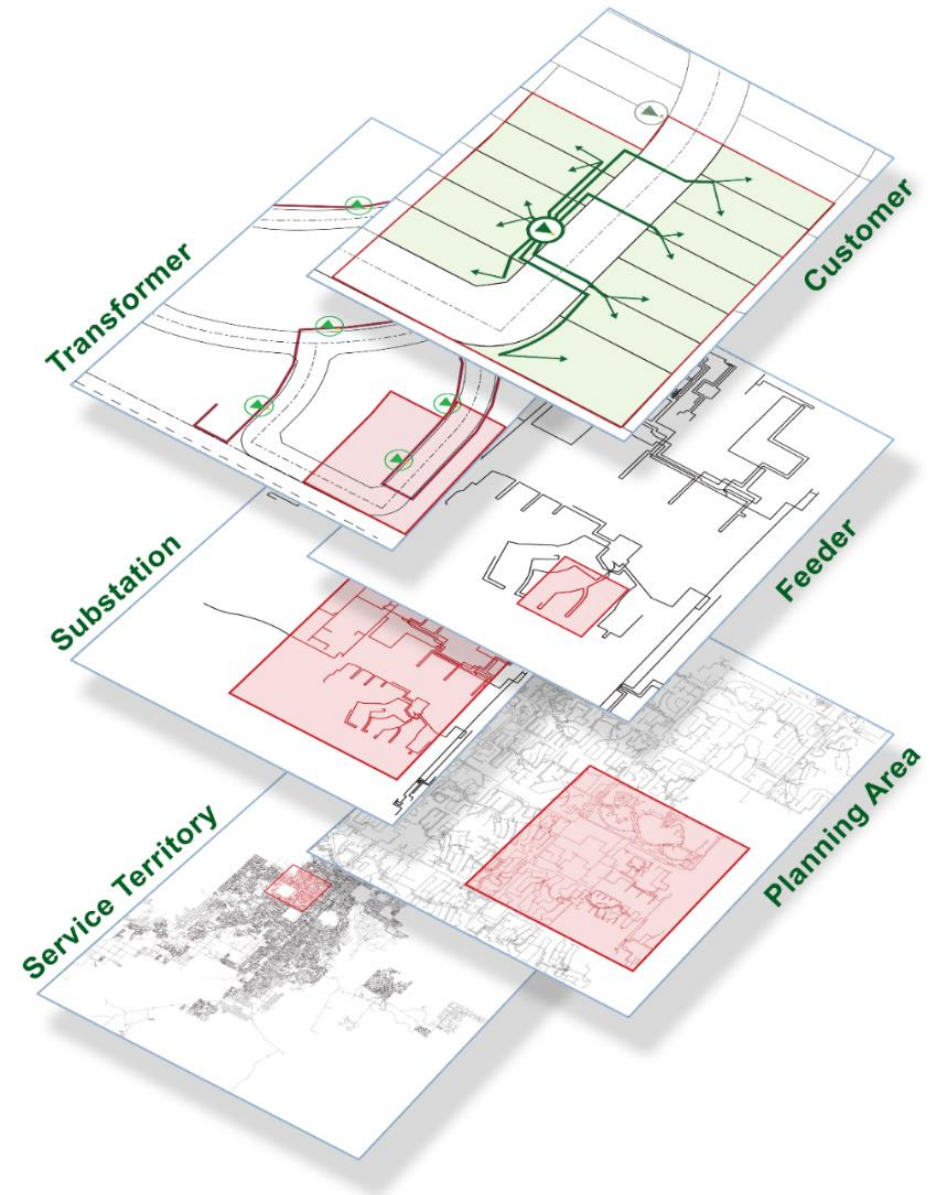 Customer
Transformer
Feeder
Substation
Planning Area
Service Territory